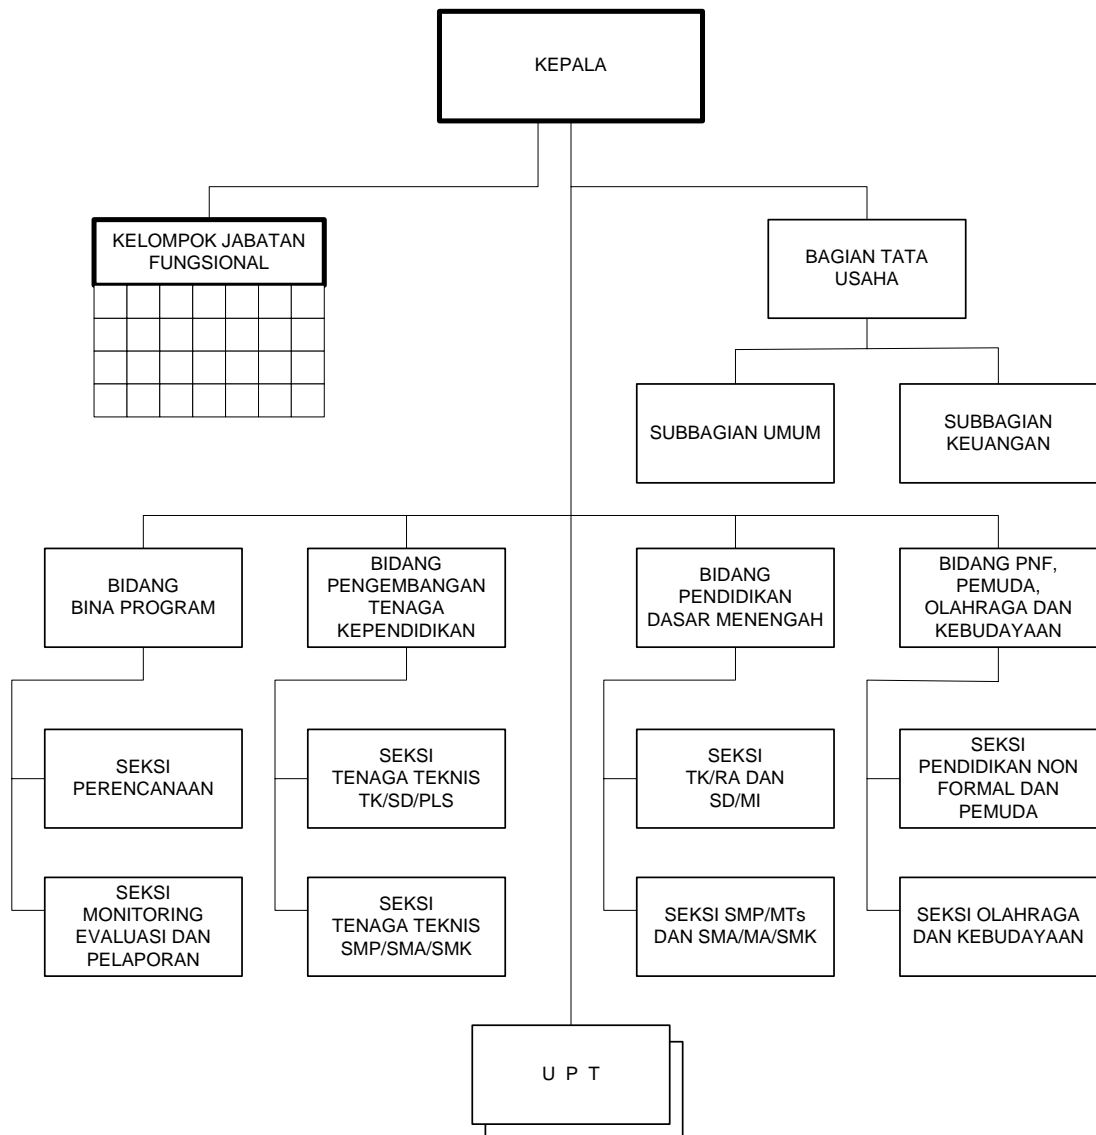 KEPALA
KELOMPOK JABATAN
FUNGSIONAL
BAGIAN TATA
USAHA
SUBBAGIAN UMUM
SUBBAGIAN
KEUANGAN
BIDANG
BINA PROGRAM
BIDANG
PENGEMBANGAN
TENAGA
KEPENDIDIKAN
BIDANG
PENDIDIKAN
DASAR MENENGAH
BIDANG PNF,
PEMUDA,
OLAHRAGA DAN
KEBUDAYAAN
SEKSI
PERENCANAAN
SEKSI
TENAGA TEKNIS
TK/SD/PLS
SEKSI
TK/RA DAN
SD/MI
SEKSI
PENDIDIKAN NON
FORMAL DAN
PEMUDA
SEKSI
MONITORING
EVALUASI DAN
PELAPORAN
SEKSI
TENAGA TEKNIS
SMP/SMA/SMK
SEKSI SMP/MTs
DAN SMA/MA/SMK
SEKSI OLAHRAGA
DAN KEBUDAYAAN
U P T